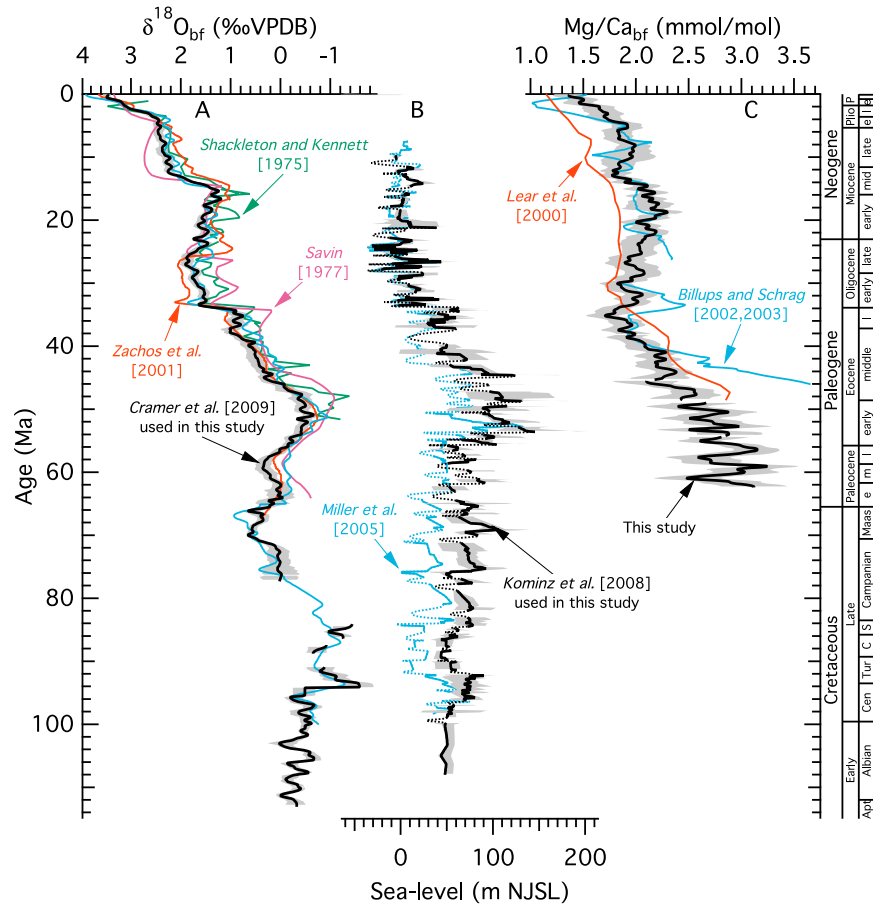 δ18Obf (‰VPDB)
Mg/Cabf (mmol/mol)
4 3 2 1 0 -1
1.0 1.5 2.0 2.5 3.0 3.5
A
B
C
0
20
40
60
80
100
Age (Ma)
Shackleton and Kennett
[1975]
Savin
[1977]
Zachos et al.
[2001]
Cramer et al. [2009]
used in this study
Miller et al.
[2005]
Kominz et al. [2008]
used in this study
Lear et al.
[2000]
Billups and Schrag
[2002,2003]
This study
0 100 200
Sea-level (m NJSL)
Neogene
Paleogene
Cretaceous
Plio
P
Miocene
Oligocene
Eocene
Paleocene
Late
Early
e
l
late
mid
early
late
early
l
middle
early
l
m
e
Maas
Campanian
S
C
Tur
Cen
Albian
Apt